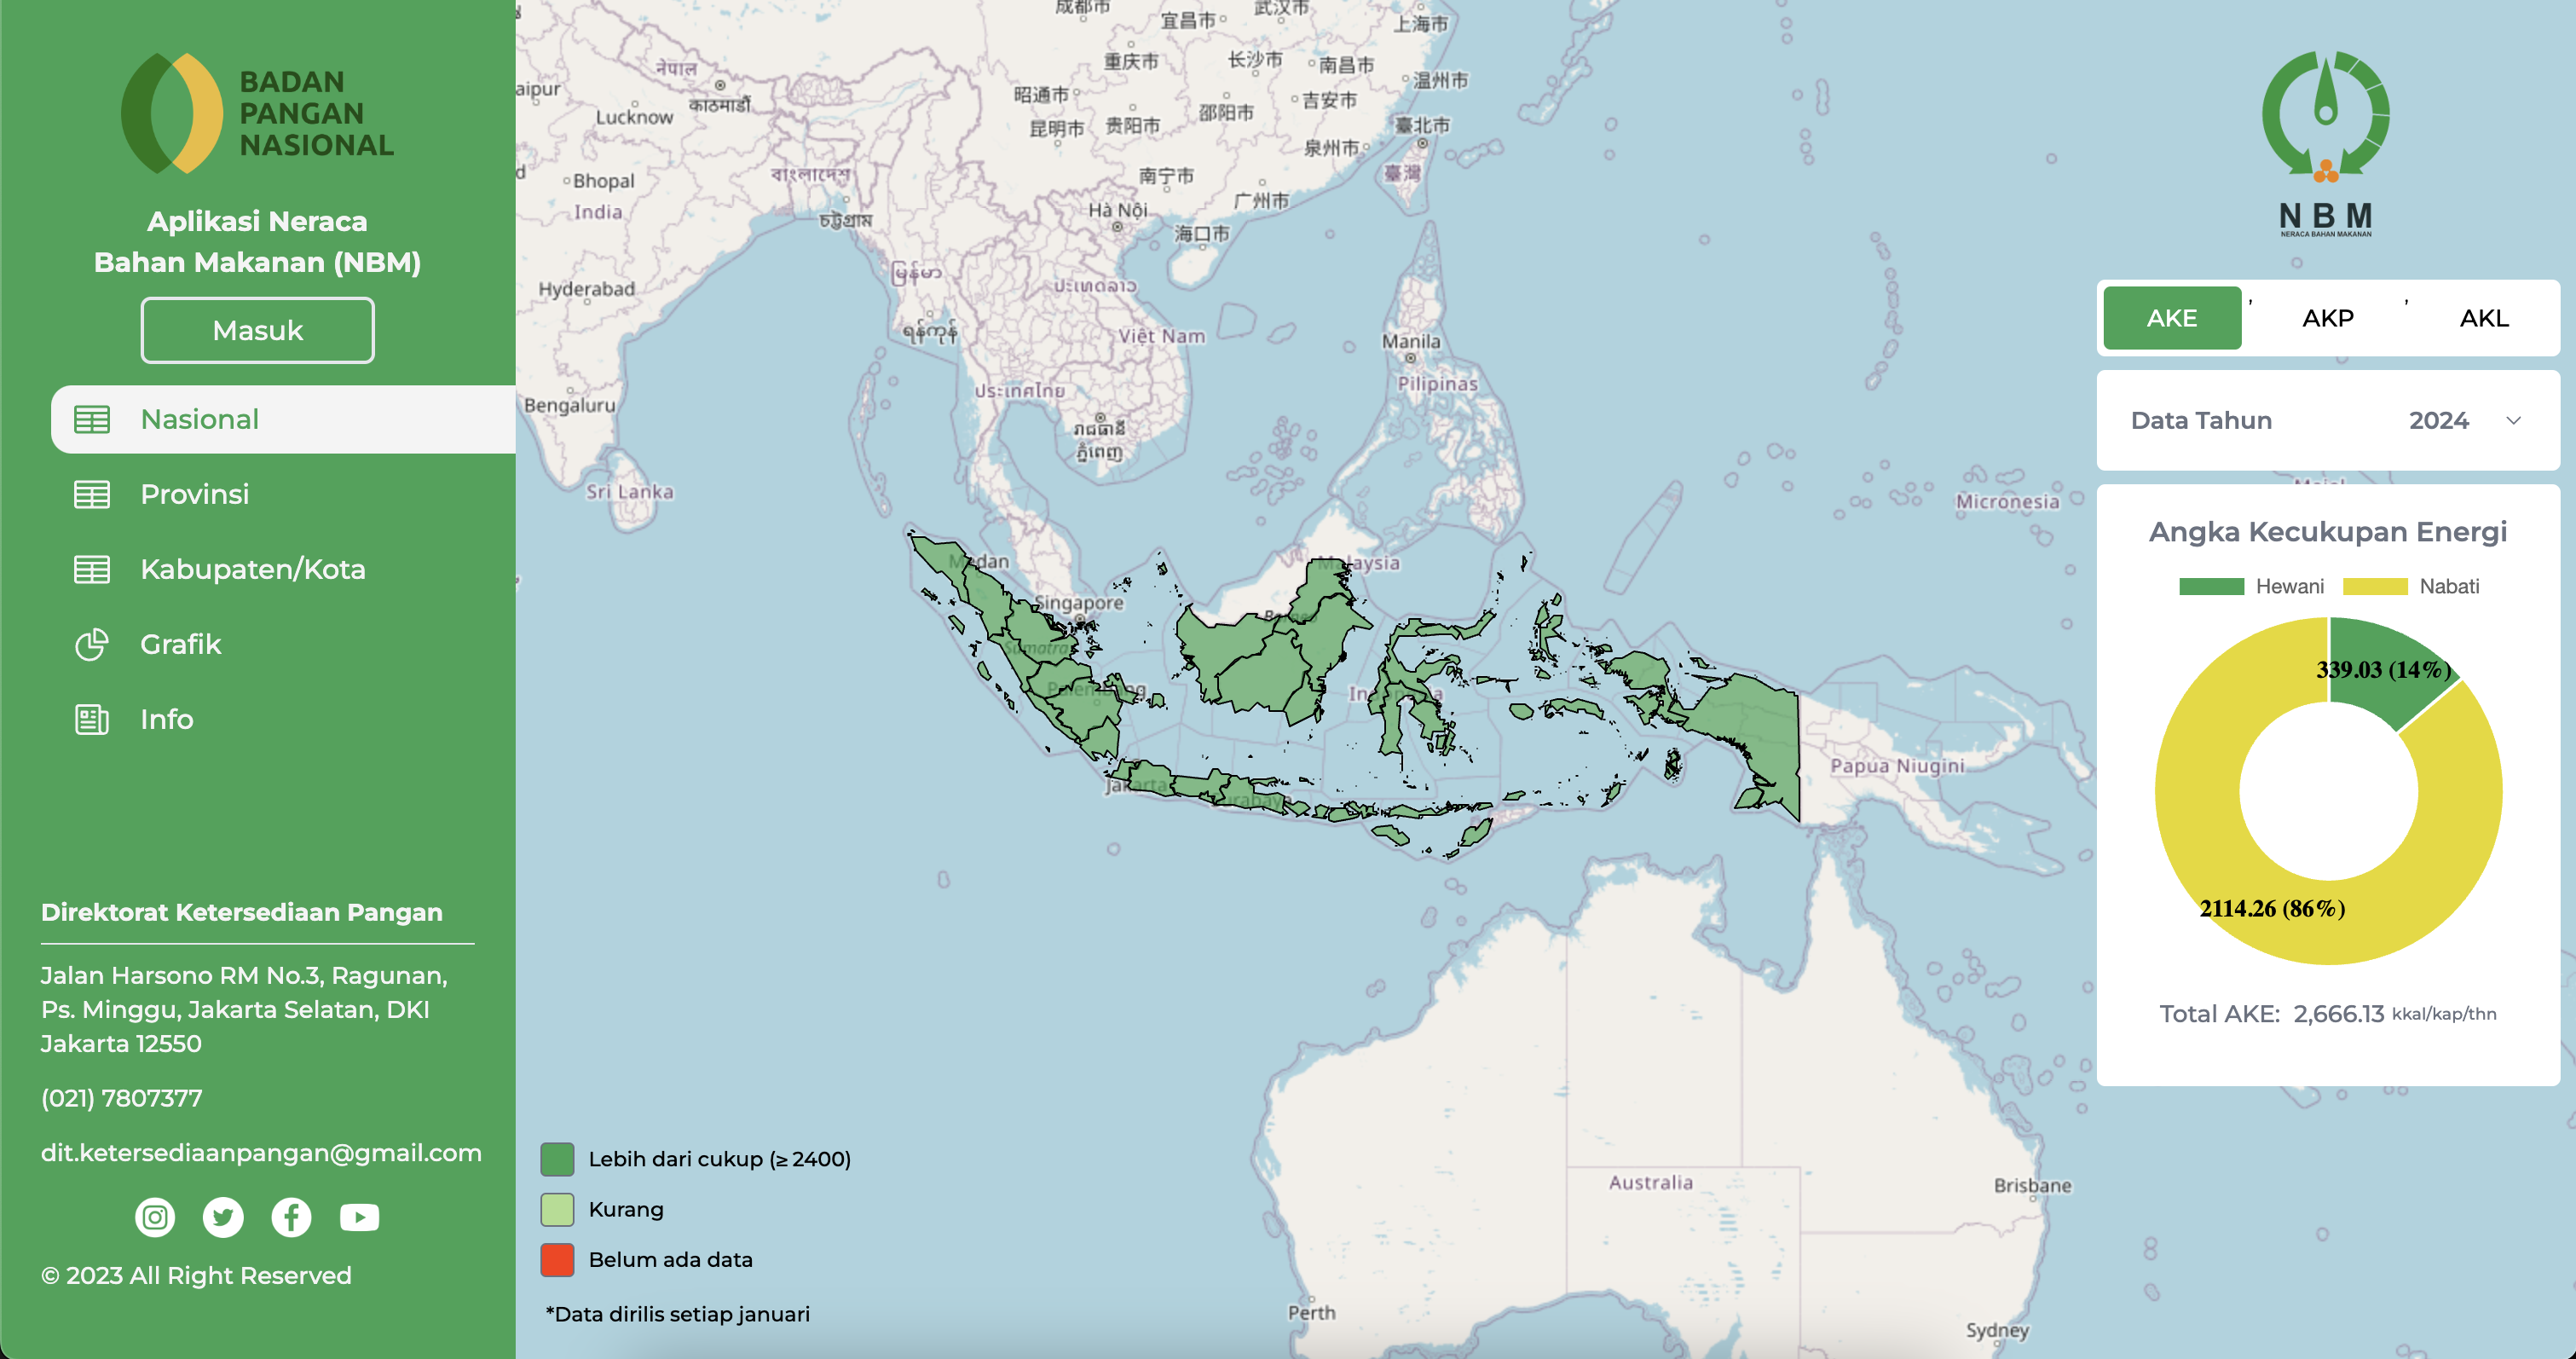 BADAN
PANGAN
NASIONAL
Aplikasi Neraca
Bahan Makanan (NBM)
Masuk
Nasional
Provinsi
Kabupaten/Kota
Grafik
Info
Direktorat Ketersediaan Pangan
Jalan Harsono RM No.3, Ragunan,
Ps. Minggu, Jakarta Selatan, DKI
Jakarta 12550
(021) 7807377
dit.ketersediaanpangan@gmail.com
© 2023 All Right Reserved
成都市
宜昌市
武汉市
上海市
नेपाल
重庆市
长沙市
南昌市
温州市
aipur
काठमाडौं
昭通市
吉安市
Lucknow
邵阳市
昆明市
贵阳市
臺北市
泉州市
d
Bhopal
বাংলাদেশ
南宁市
臺灣
India
চট্টগ্রাম
Hà Nội
广州市
海口市
မြန်မာ
Hyderabad
ປະເທດລາວ
ရန်ကုန်
Việt Nam
Manila
Bengaluru
ประเทศไทย
Pilipinas
រាជធានី
ភ្នំពេញ
Sri Lanka
Micronesia
Medan
Malaysia
Singapore
Borneo
Sumatra
Palembang
Indonesia
Papua Niugini
Jakarta
Surabaya
Australia
Brisbane
Perth
Sydney
Lebih dari cukup (≥ 2400)
Kurang
Belum ada data
*Data dirilis setiap januari
N B M
NERACA BAHAN MAKANAN
AKE , AKP , AKL
Data Tahun 2024
Angka Kecukupan Energi
Hewani Nabati
339.03 (14%)
2114.26 (86%)
Total AKE: 2,666.13 kkal/kap/thn